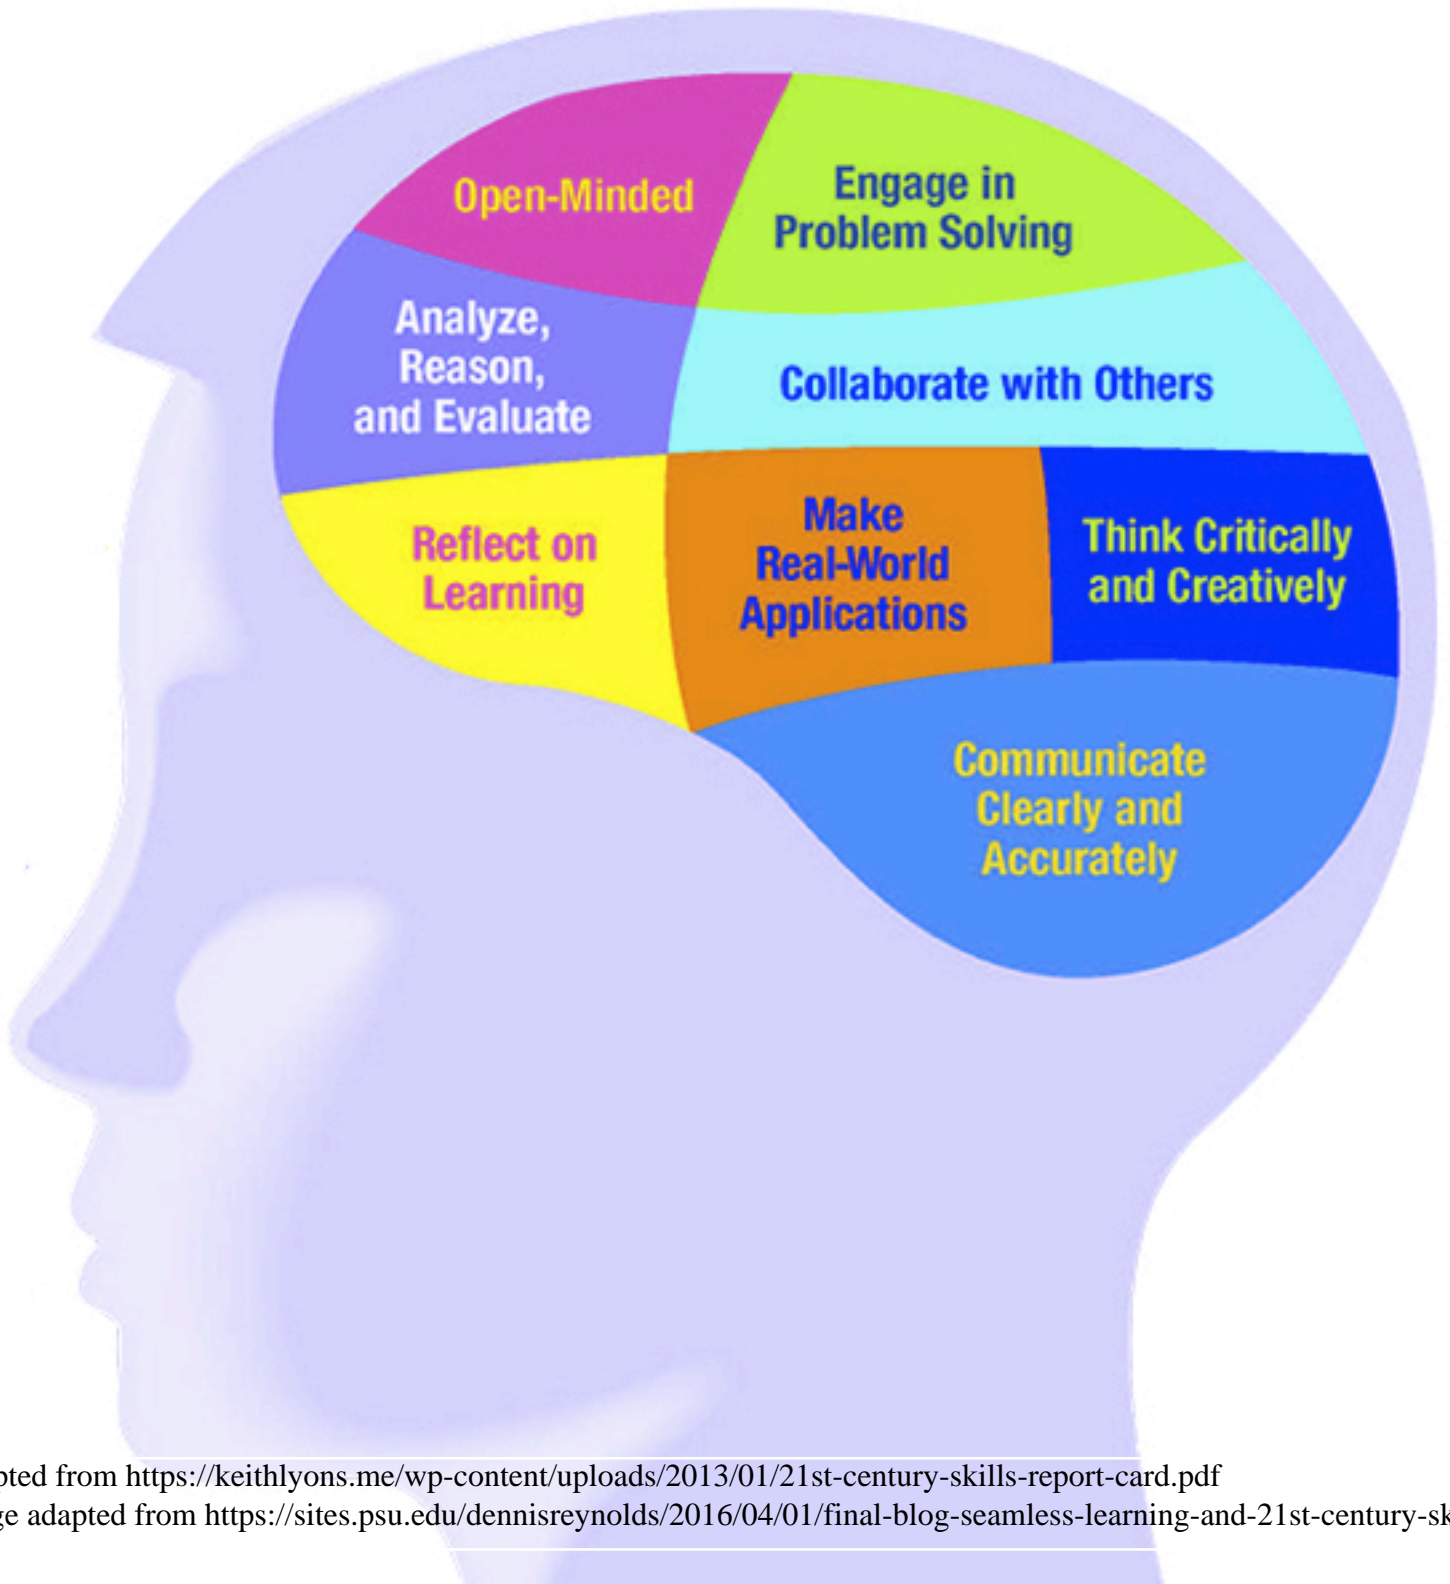 Open-Minded
Engage in
Problem Solving
Analyze,
Reason,
and Evaluate
Collaborate with Others
Reflect on
Learning
Make
Real-World
Applications
Think Critically
and Creatively
Communicate
Clearly and
Accurately
from https://keithlyons.me/wp-content/uploads/2013/01/21st-century-skills-report-card.pdf
adapted from https://sites.psu.edu/dennisreynolds/2016/04/01/final-blog-seamless-learning-and-21st-century-sk